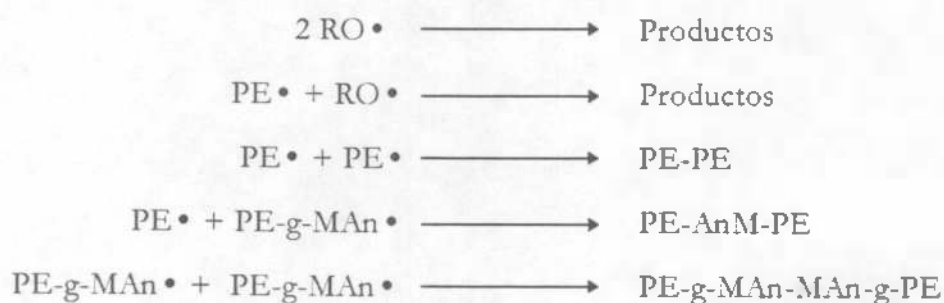 2 RO • ⟶ Productos
PE • + RO • ⟶ Productos
PE • + PE • ⟶ PE-PE
PE • + PE-g-MAn • ⟶ PE-AnM-PE
PE-g-MAn • + PE-g-MAn • ⟶ PE-g-MAn-MAn-g-PE